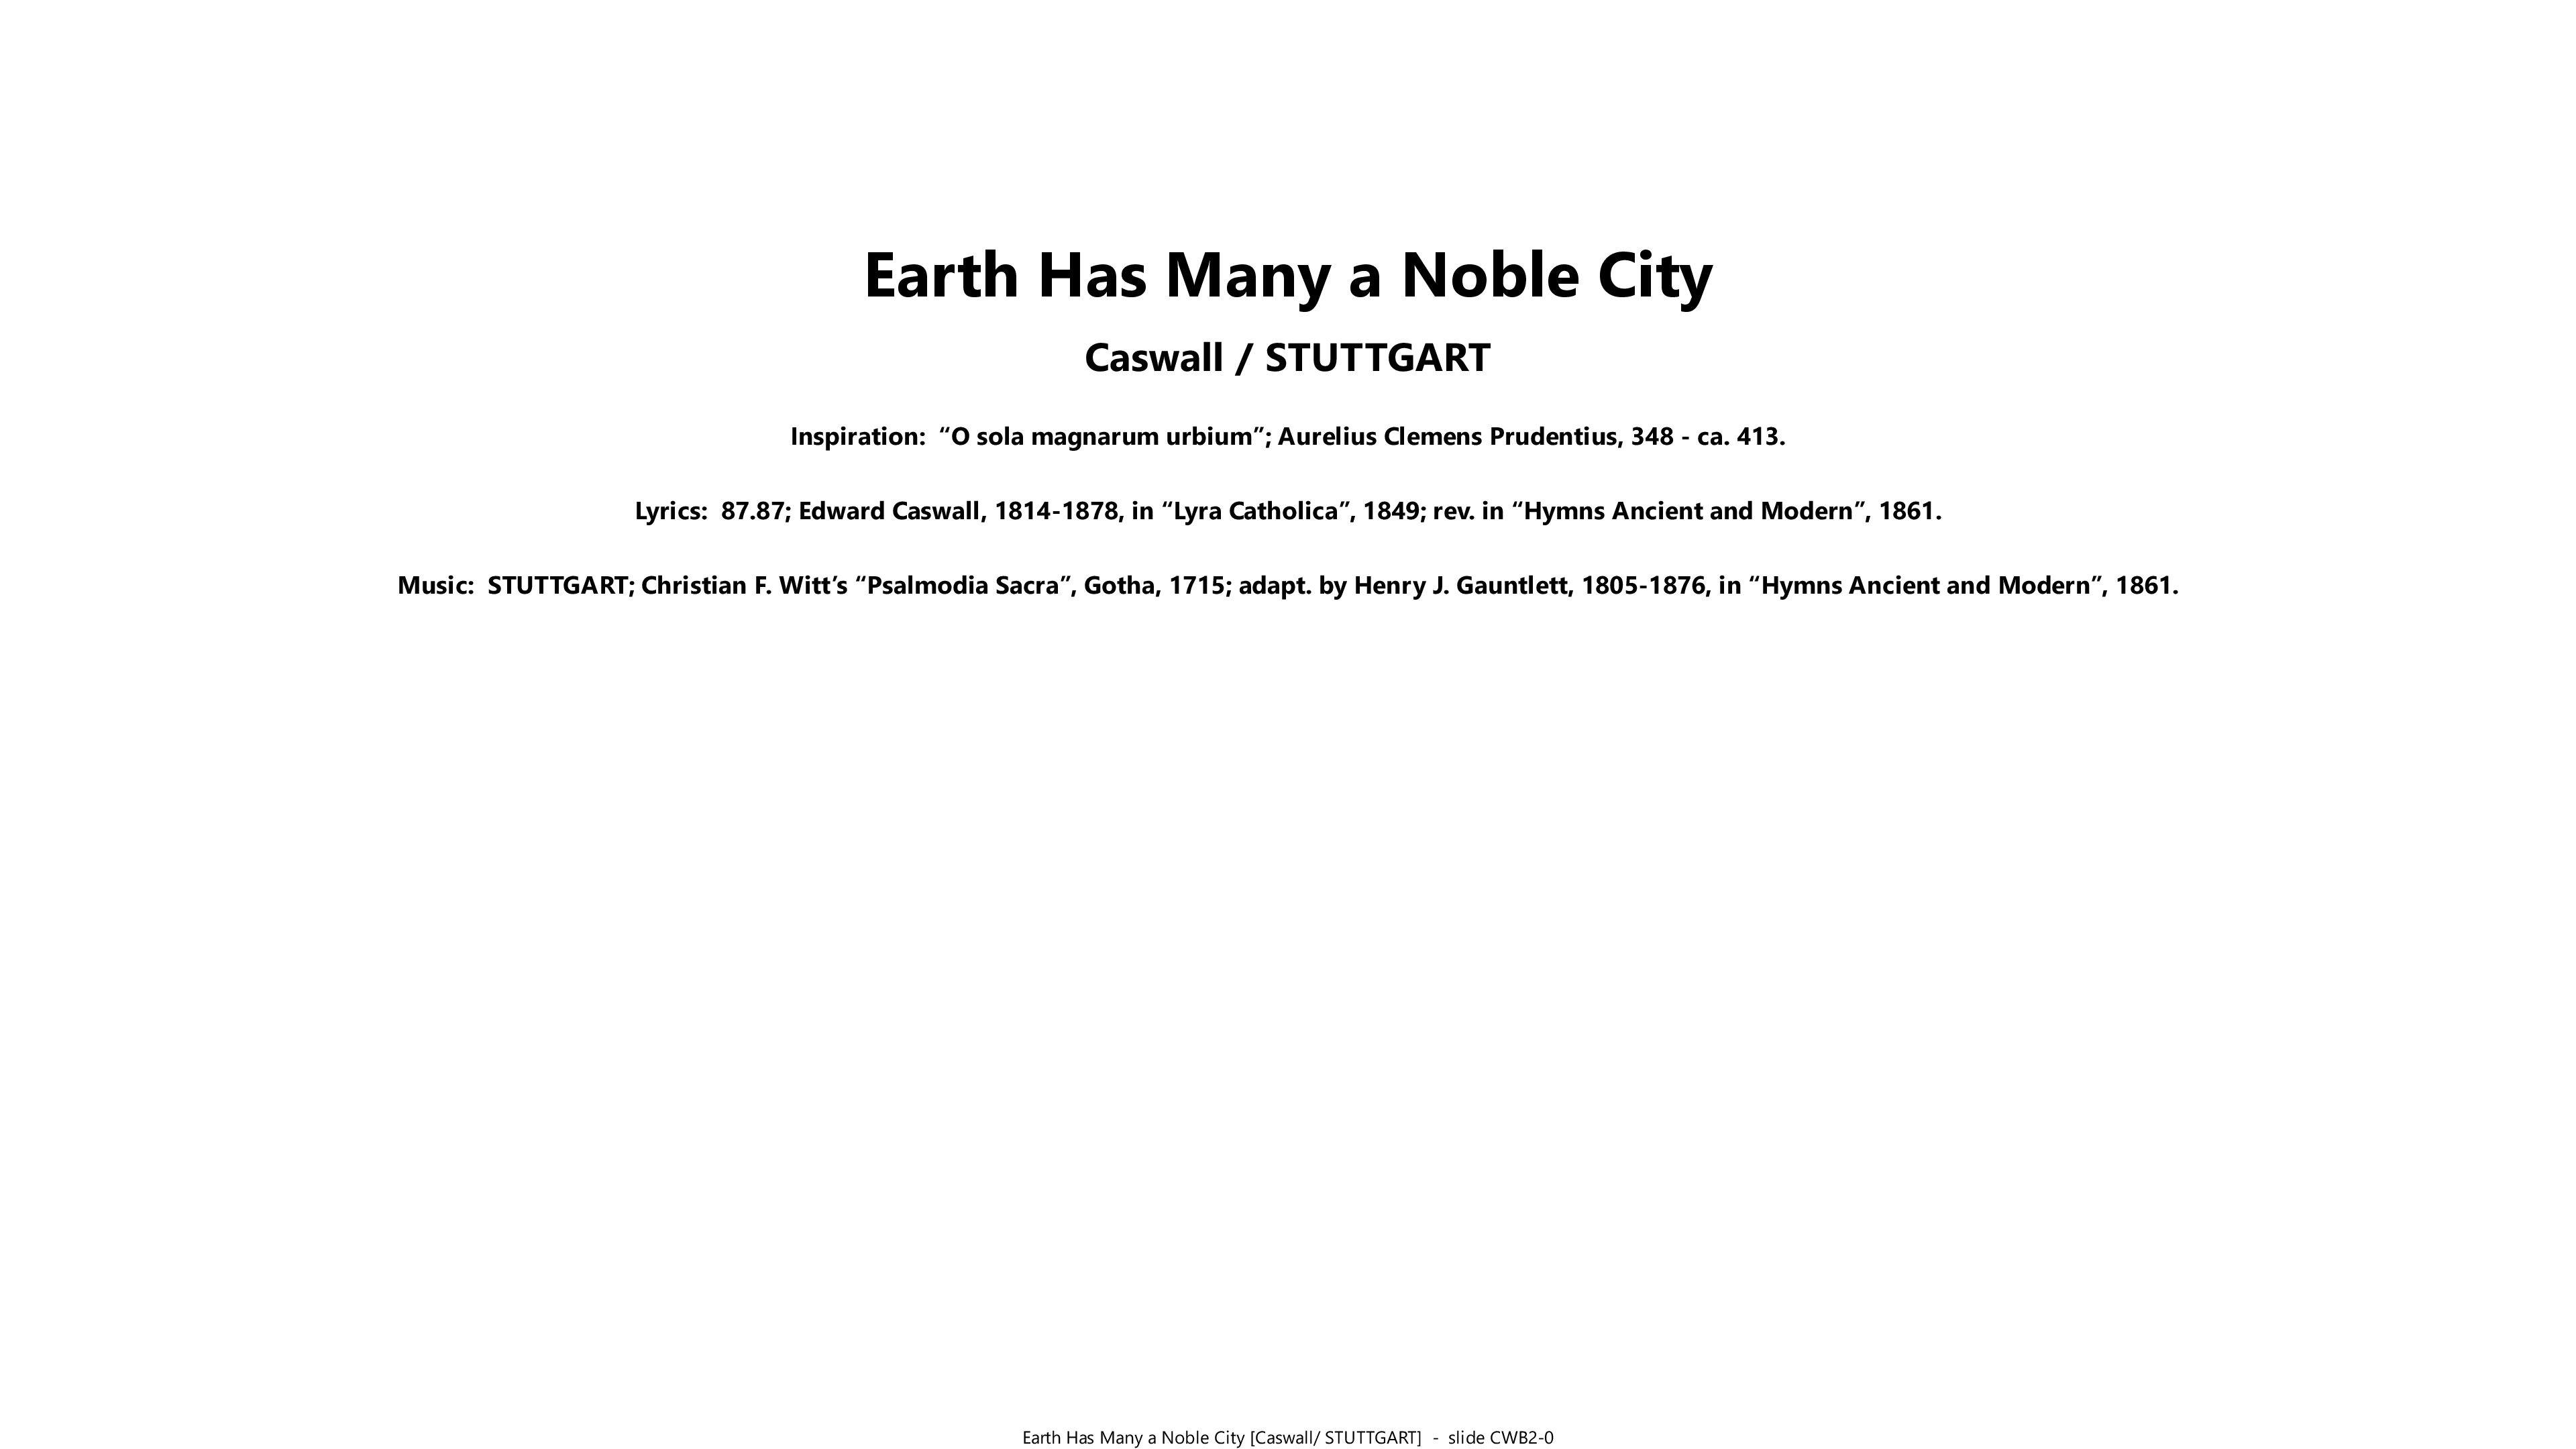 Earth Has Many a Noble City
Caswall / STUTTGART
Inspiration:  “O sola magnarum urbium”; Aurelius Clemens Prudentius, 348 - ca. 413.
Lyrics:  87.87; Edward Caswall, 1814-1878, in “Lyra Catholica”, 1849; rev. in “Hymns Ancient and Modern”, 1861.
Music:  STUTTGART; Christian F. Witt’s “Psalmodia Sacra”, Gotha, 1715; adapt. by Henry J. Gauntlett, 1805-1876, in “Hymns Ancient and Modern”, 1861.
Earth Has Many a Noble City [Caswall/ STUTTGART]  -  slide CWB2-0